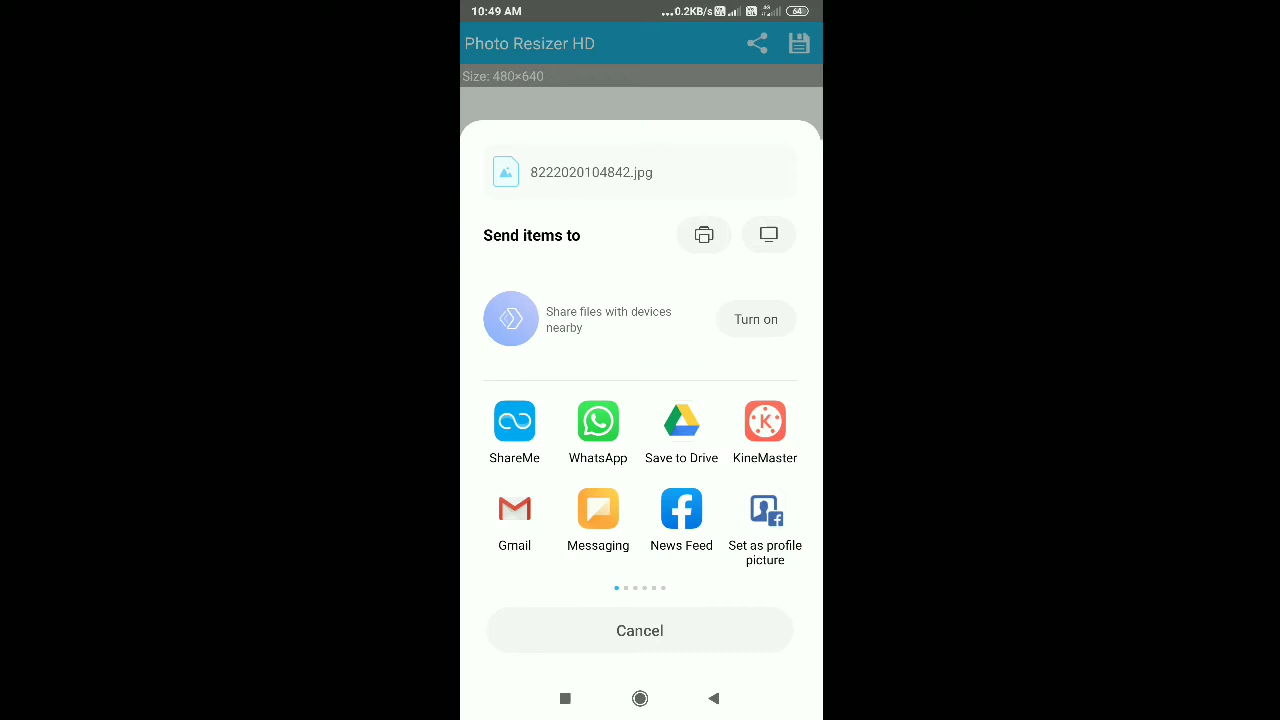 10:49 AM
...0.2KB/s
64
Photo Resizer HD
Size: 480×640
8222020104842.jpg
Send items to
Share files with devices
nearby
Turn on
ShareMe
WhatsApp
Save to Drive
KineMaster
Gmail
Messaging
News Feed
Set as profile
picture
Cancel